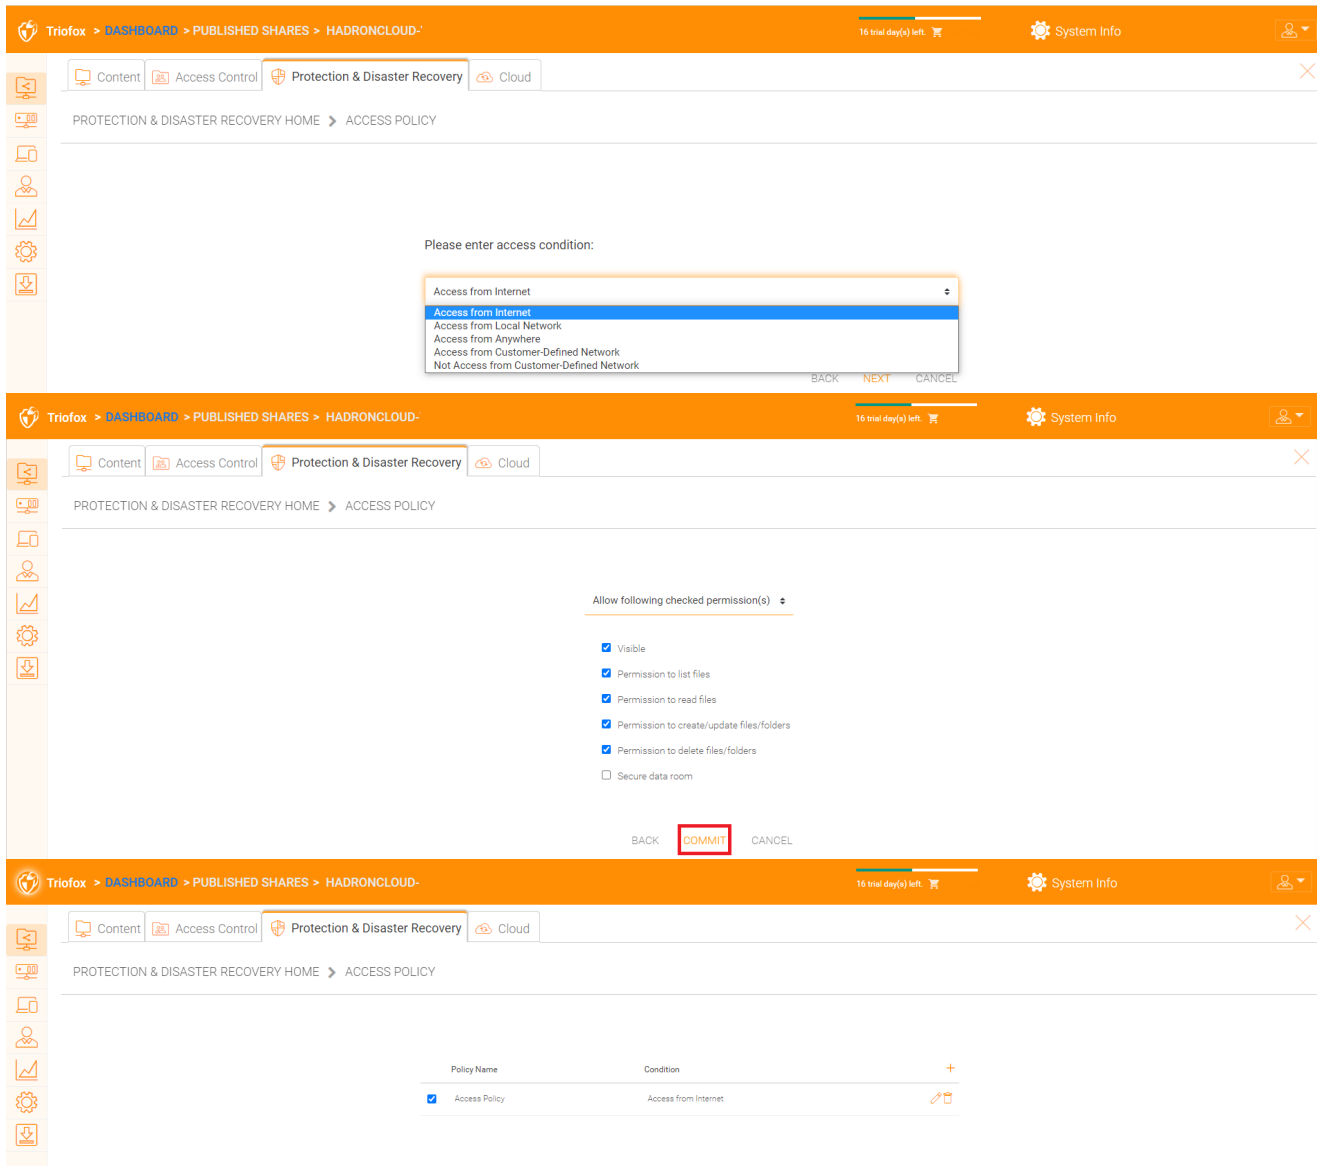 Triofox > DASHBOARD > PUBLISHED SHARES > HADRONCLOUD-
16 trial day(s) left.
System Info
Content Access Control Protection & Disaster Recovery Cloud
PROTECTION & DISASTER RECOVERY HOME ACCESS POLICY
Please enter access condition:
Access from Internet
Access from Internet
Access from Local Network
Access from Anywhere
Access from Customer-Defined Network
Not Access from Customer-Defined Network
BACK NEXT CANCEL
Triofox > DASHBOARD > PUBLISHED SHARES > HADRONCLOUD-
16 trial day(s) left.
System Info
Content Access Control Protection & Disaster Recovery Cloud
PROTECTION & DISASTER RECOVERY HOME ACCESS POLICY
Allow following checked permission(s)
Visible
Permission to list files
Permission to read files
Permission to create/update files/folders
Permission to delete files/folders
Secure data room
BACK COMMIT CANCEL
Triofox > DASHBOARD > PUBLISHED SHARES > HADRONCLOUD-
16 trial day(s) left.
System Info
Content Access Control Protection & Disaster Recovery Cloud
PROTECTION & DISASTER RECOVERY HOME ACCESS POLICY
Policy Name Condition +
Access Policy Access from Internet